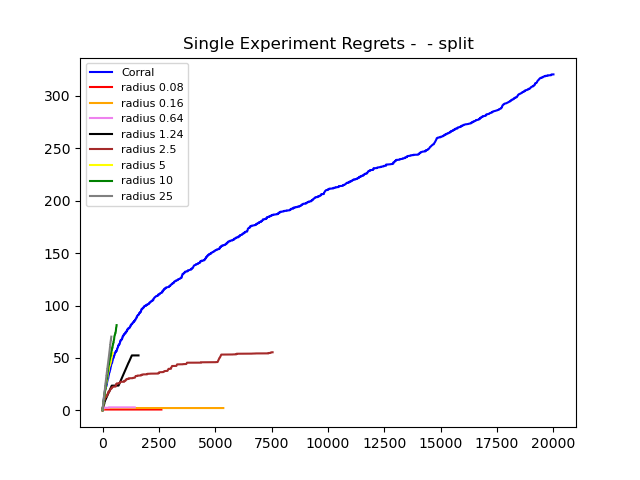 Single Experiment Regrets -  - split
Corral
radius 0.08
radius 0.16
radius 0.64
radius 1.24
radius 2.5
radius 5
radius 10
radius 25
300
250
200
150
100
50
0
0 2500 5000 7500 10000 12500 15000 17500 20000